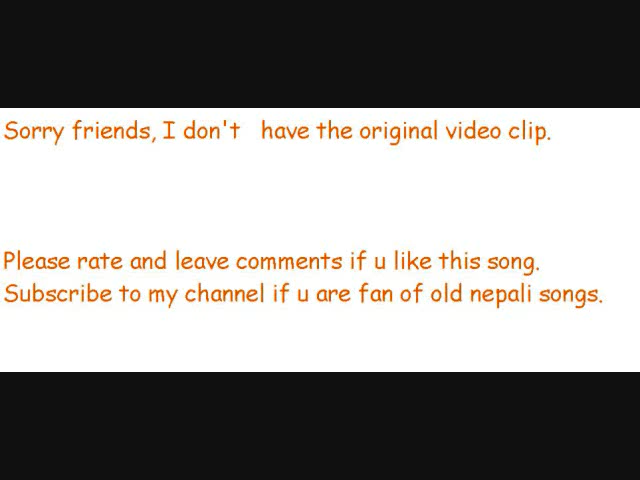 Sorry friends, I don't have the original video clip.
Please rate and leave comments if u like this song.
Subscribe to my channel if u are fan of old nepali songs.